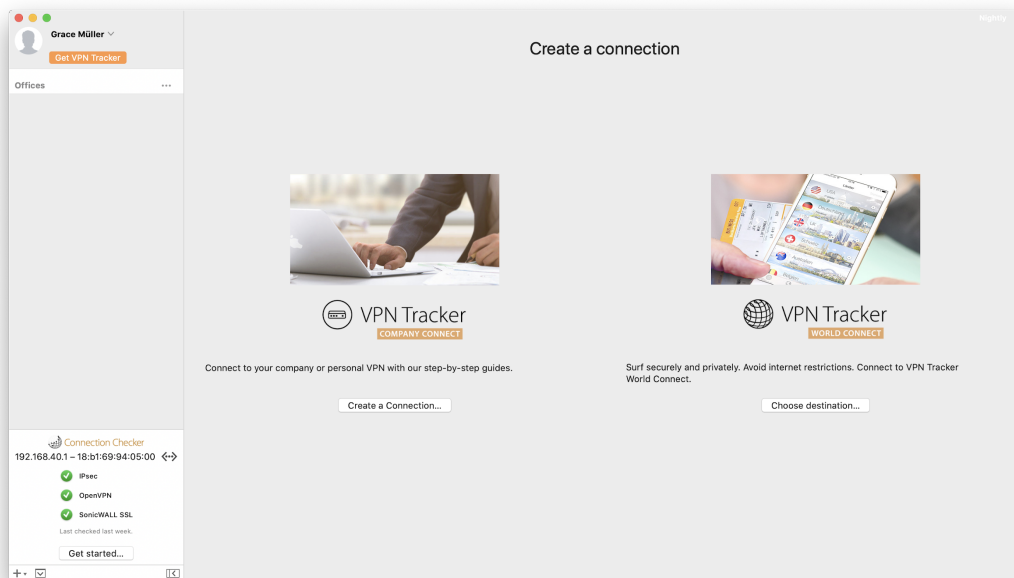 Nightly
Grace Müller
Get VPN Tracker
Offices
Create a connection
VPN Tracker
COMPANY CONNECT
Connect to your company or personal VPN with our step-by-step guides.
Create a Connection...
VPN Tracker
WORLD CONNECT
Surf securely and privately. Avoid internet restrictions. Connect to VPN Tracker
World Connect.
Choose destination...
Connection Checker
192.168.40.1 – 18:b1:69:94:05:00
IPsec
OpenVPN
SonicWALL SSL
Last checked last week.
Get started...